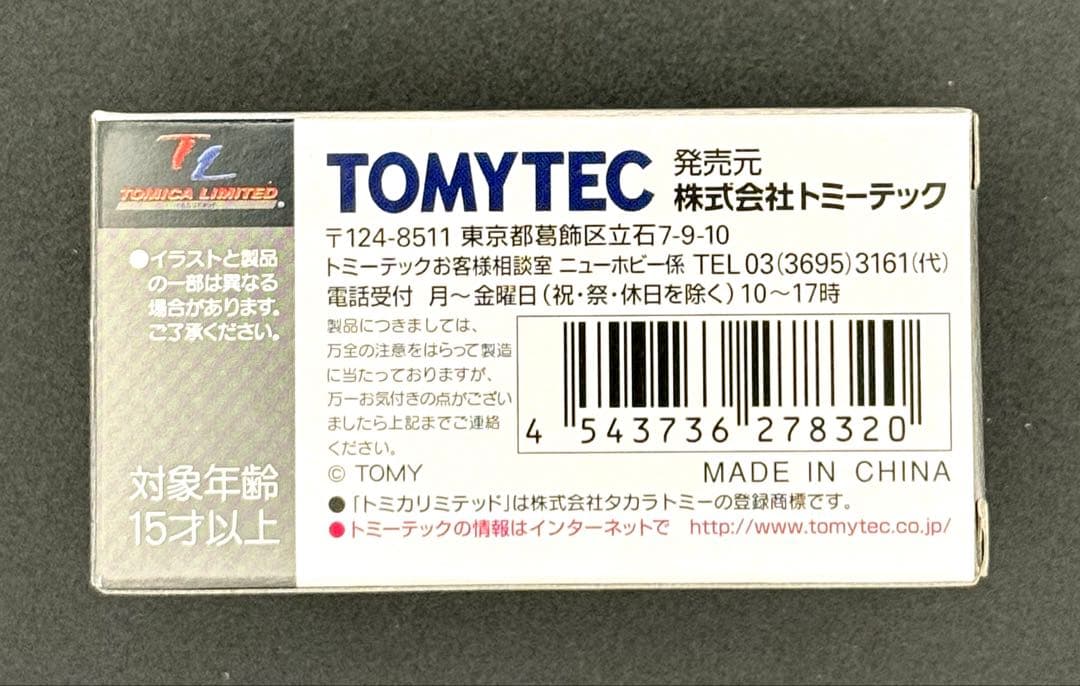 TL
TOMICA LIMITED
●イラストと製品
の一部は異なる
場合があります。
ご了承ください。
対象年齢
15才以上
TOMYTEC
発売元
株式会社トミーテック
〒124-8511 東京都葛飾区立石7-9-10
トミーテックお客様相談室 ニューホビー係 TEL 03(3695)3161(代)
電話受付 月～金曜日(祝・祭・休日を除く)10～17時
製品につきましては、
万全の注意をはらって製造
に当たっておりますが、
万一お気付きの点がござい
ましたら上記までご連絡
ください。
4 543736 278320
© TOMY
MADE IN CHINA
●「トミカリミテッド」は株式会社タカラトミーの登録商標です。
●トミーテックの情報はインターネットで http://www.tomytec.co.jp/